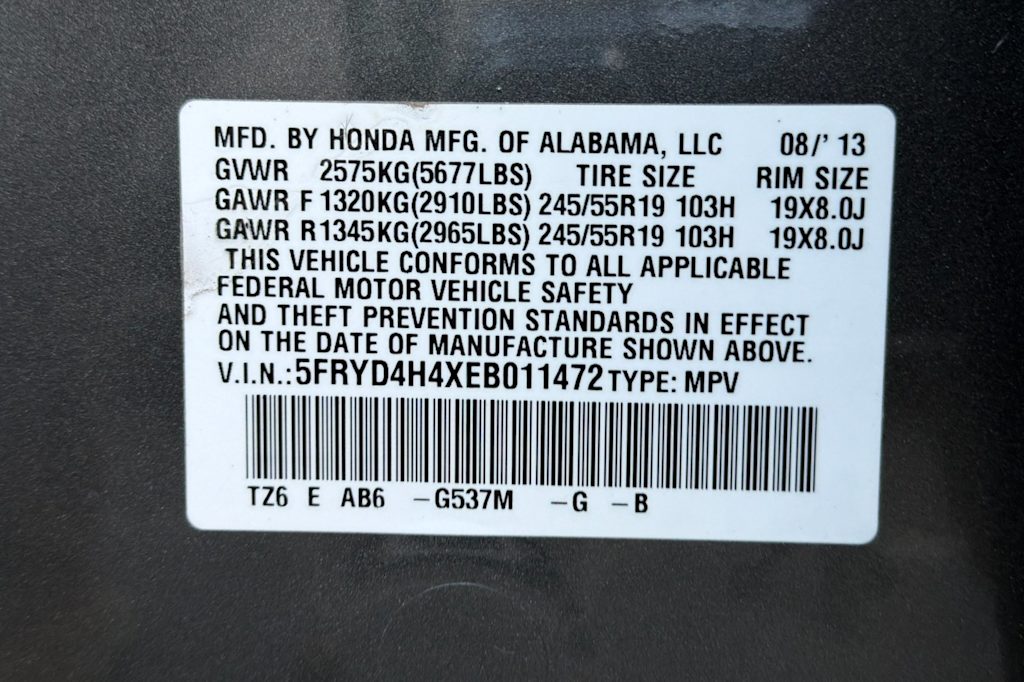 MFD. BY HONDA MFG. OF ALABAMA, LLC 08/' 13
GVWR 2575KG(5677LBS) TIRE SIZE RIM SIZE
GAWR F 1320KG(2910LBS) 245/55R19 103H 19X8.0J
GAWR R1345KG(2965LBS) 245/55R19 103H 19X8.0J
THIS VEHICLE CONFORMS TO ALL APPLICABLE
FEDERAL MOTOR VEHICLE SAFETY
AND THEFT PREVENTION STANDARDS IN EFFECT
ON THE DATE OF MANUFACTURE SHOWN ABOVE.
V.I.N.: 5FRYD4H4XEB011472 TYPE: MPV
TZ6 E AB6 –G537M –G –B